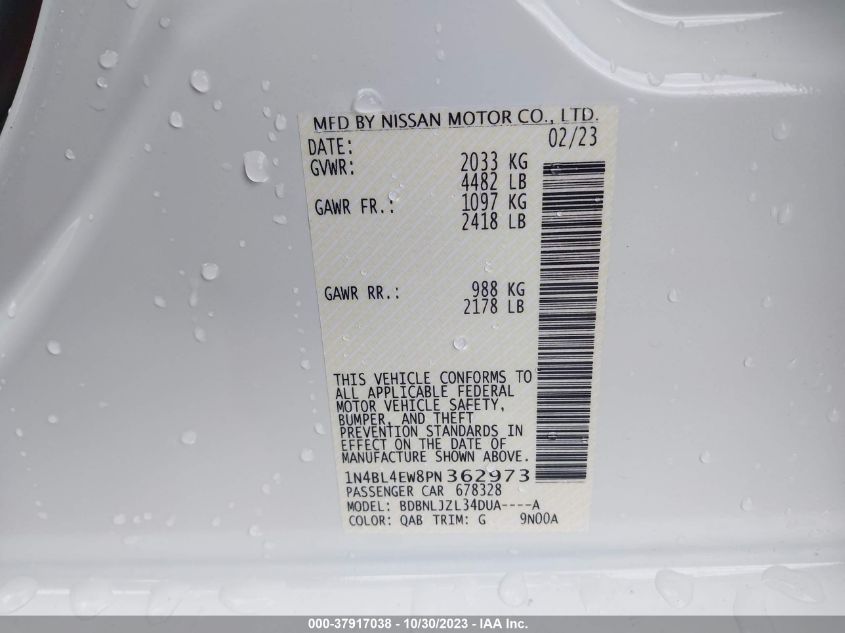 MFD BY NISSAN MOTOR CO., LTD.
DATE: 02/23
GVWR: 2033 KG
4482 LB
GAWR FR.: 1097 KG
2418 LB
GAWR RR.: 988 KG
2178 LB
THIS VEHICLE CONFORMS TO
ALL APPLICABLE FEDERAL
MOTOR VEHICLE SAFETY,
BUMPER, AND THEFT
PREVENTION STANDARDS IN
EFFECT ON THE DATE OF
MANUFACTURE SHOWN ABOVE.
1N4BL4EW8PN362973
PASSENGER CAR 678328
MODEL: BDBNLJZL34DUA----A
COLOR: QAB TRIM: G 9N00A
000-37917038 - 10/30/2023 - IAA Inc.